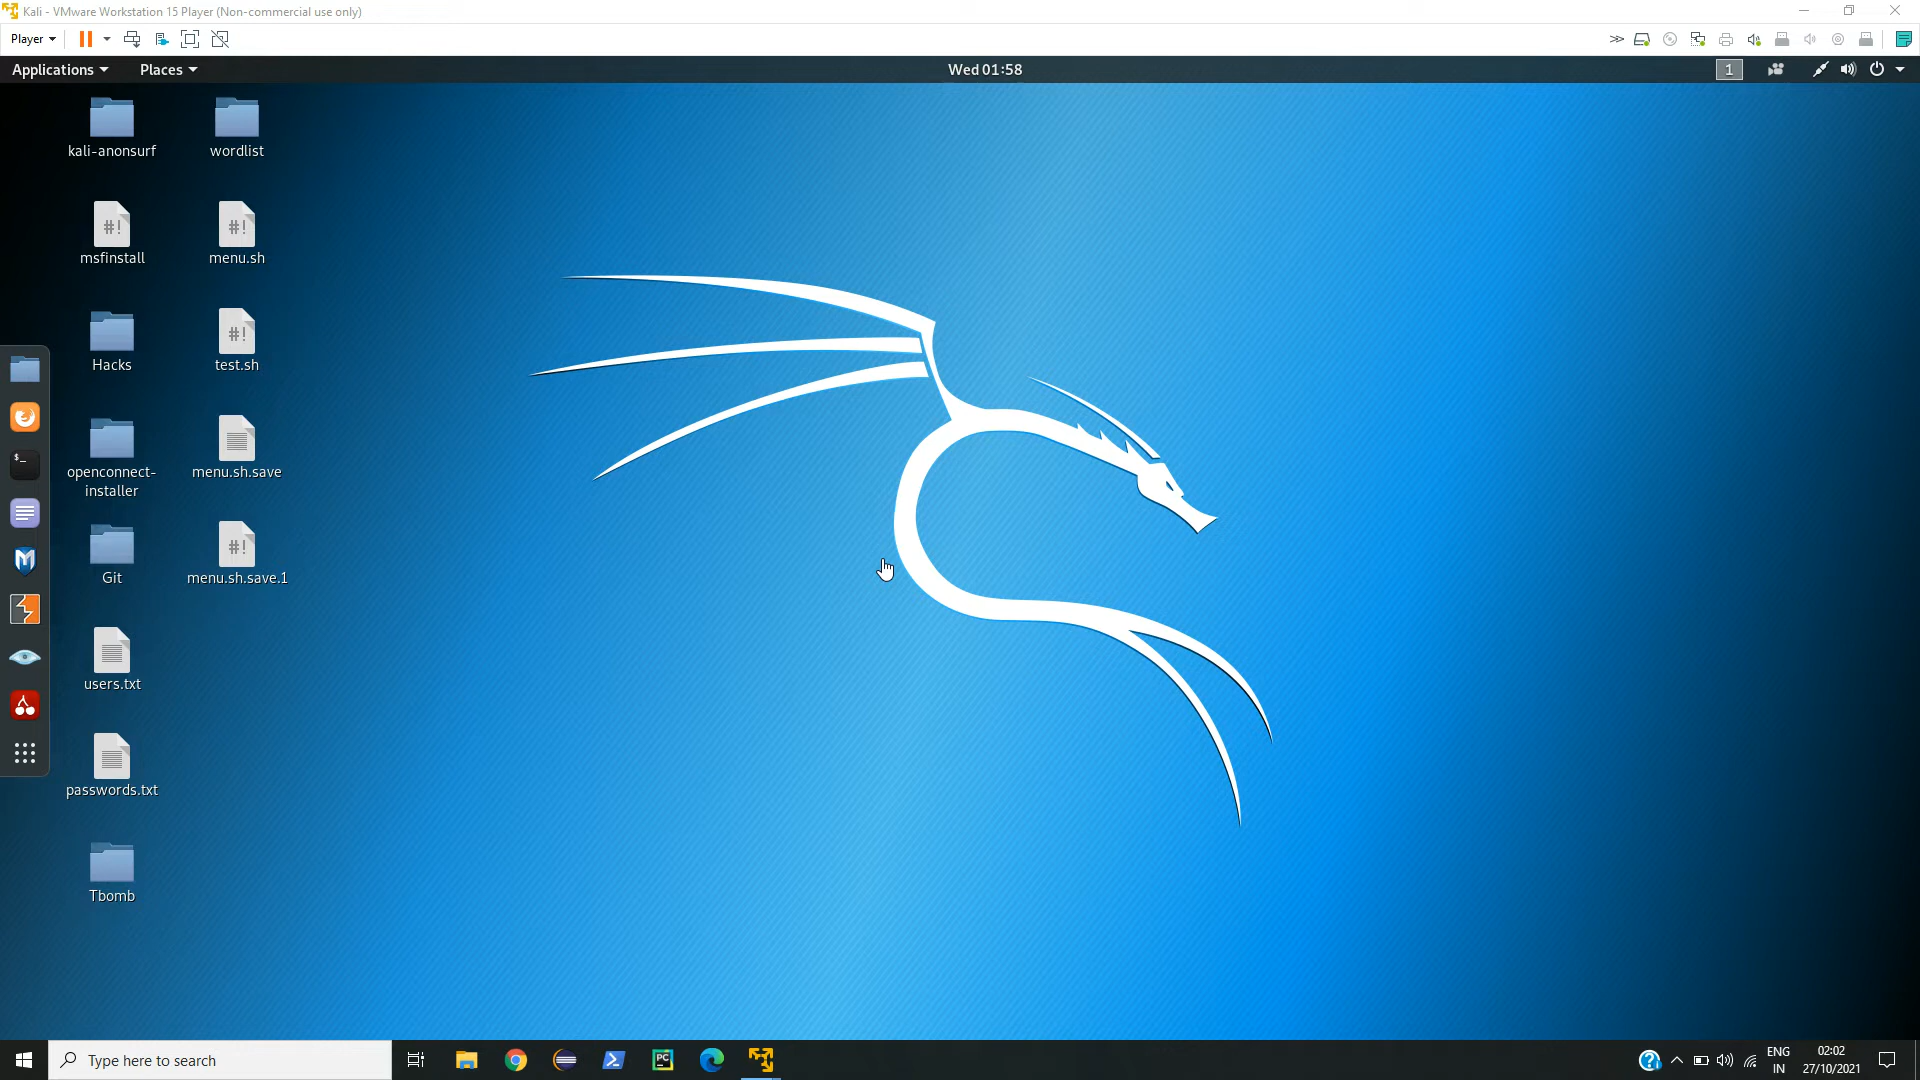 Kali - VMware Workstation 15 Player (Non-commercial use only)
Player
Applications
Places
Wed 01:58
1
kali-anonsurf
wordlist
#!
#!
msfinstall
menu.sh
#!
Hacks
test.sh
$_
openconnect-
installer
menu.sh.save
#!
Git
menu.sh.save.1
users.txt
passwords.txt
Tbomb
Type here to search
PC
ENG
IN
02:02
27/10/2021